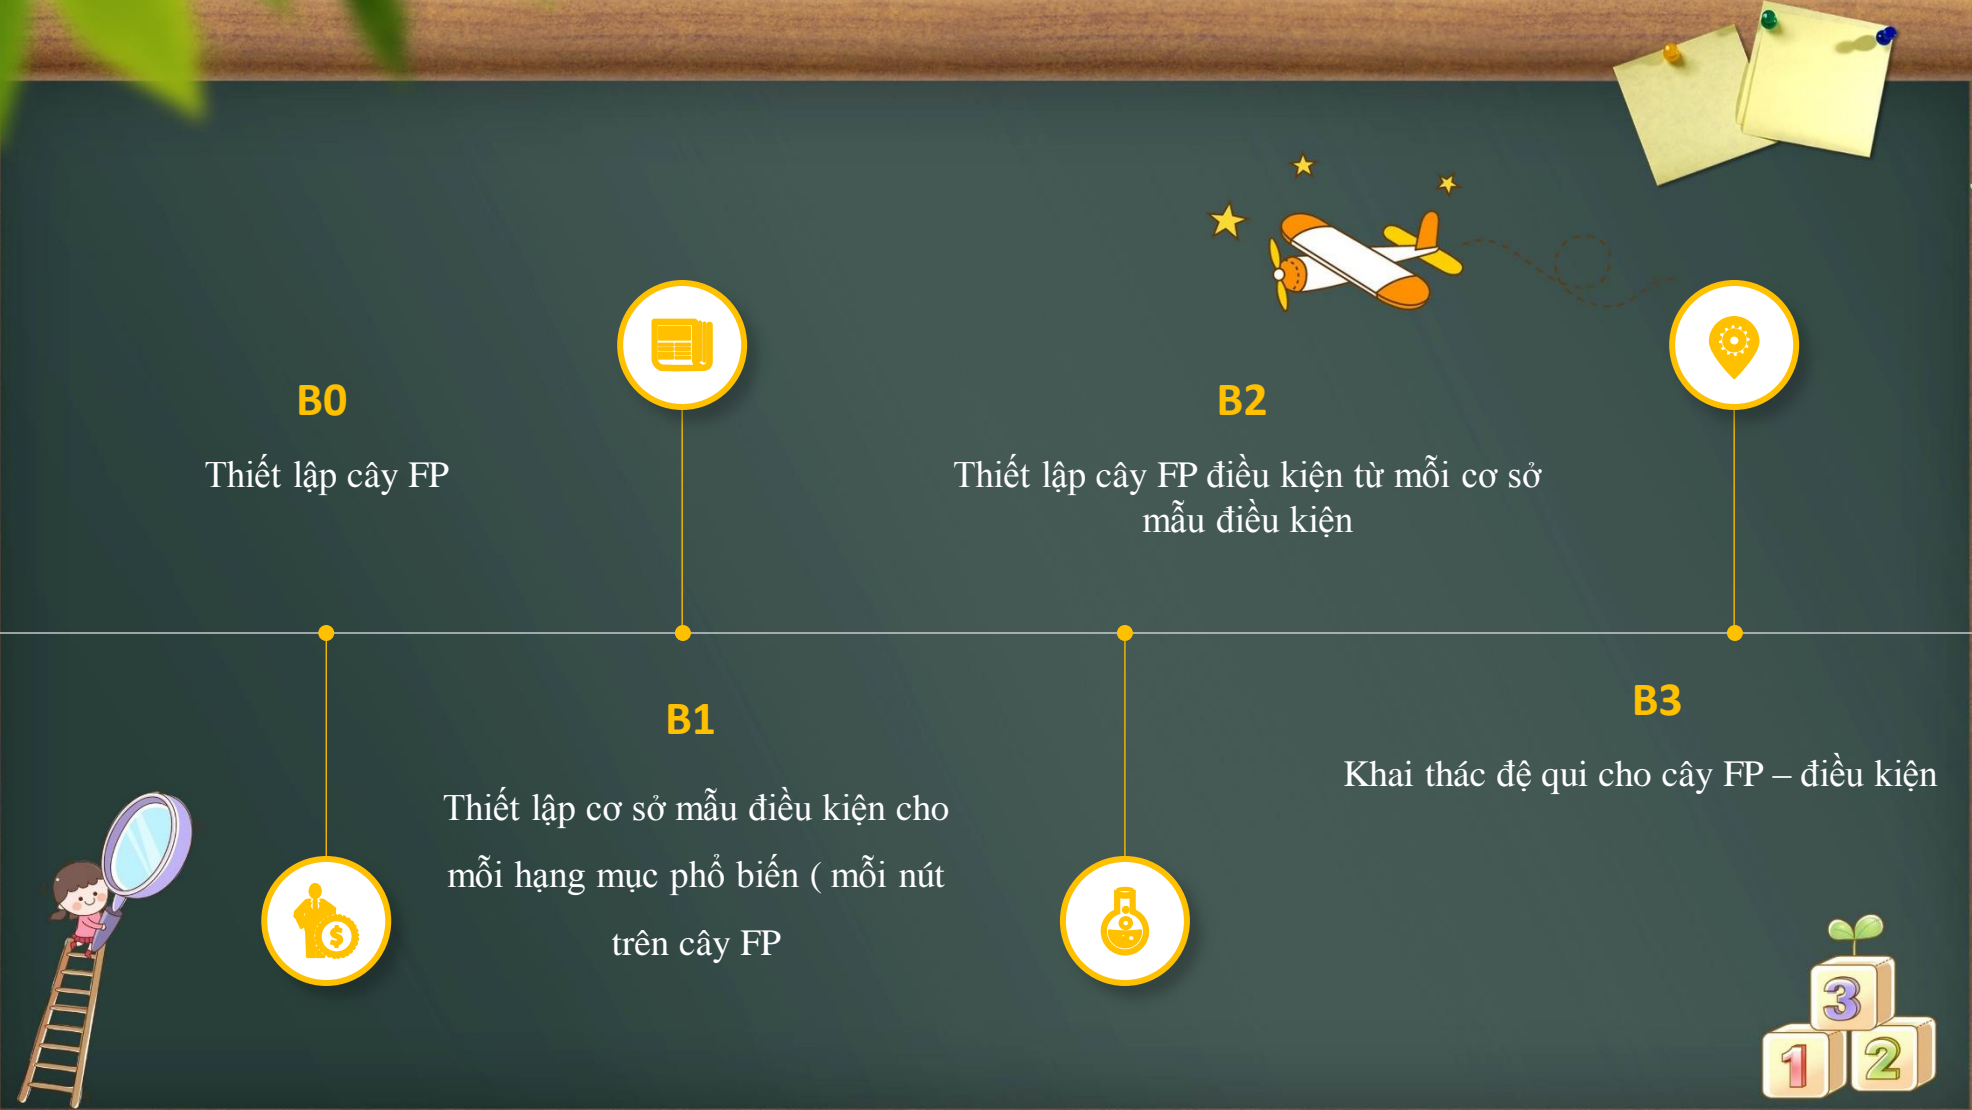 B0
Thiết lập cây FP
B1
Thiết lập cơ sở mẫu điều kiện cho
mỗi hạng mục phổ biến ( mỗi nút
trên cây FP
B2
Thiết lập cây FP điều kiện từ mỗi cơ sở
mẫu điều kiện
B3
Khai thác đệ qui cho cây FP – điều kiện
$
3
1
2